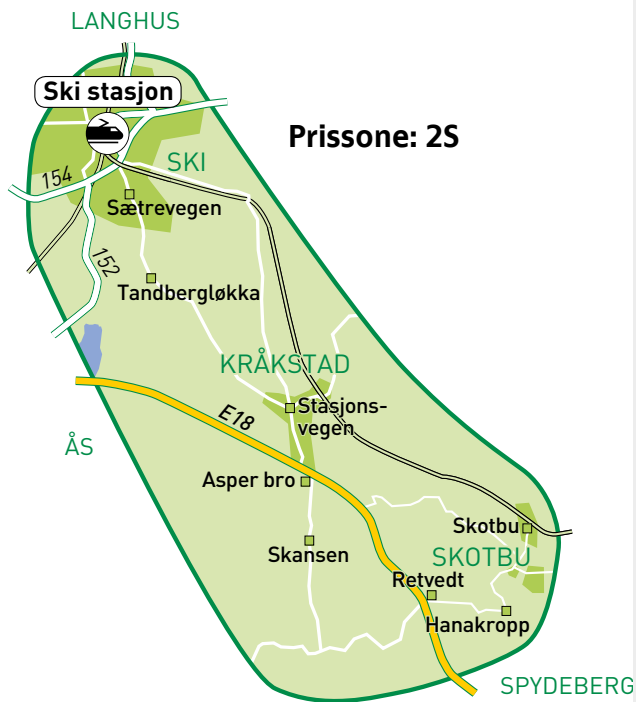 LANGHUS
Ski stasjon
Prissone: 2S
SKI
154
Sætrevegen
152
Tandbergløkka
KRÅKSTAD
Stasjons-
vegen
E18
ÅS
Asper bro
Skotbu
Skansen
SKOTBU
Retvedt
Hanakropp
SPYDEBERG